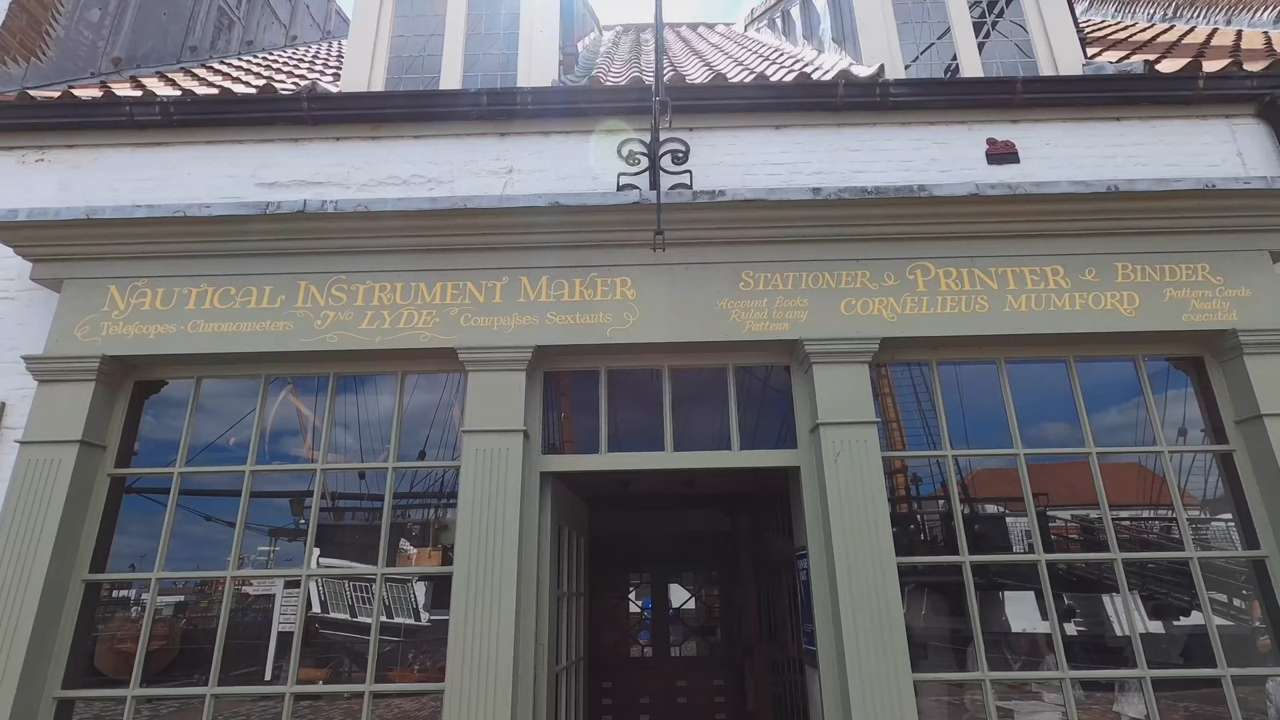 NAUTICAL INSTRUMENT MAKER
Teleſcopes · Chronometers
Jno LYDE
Compaſses Sextants
STATIONER & PRINTER & BINDER
Account Books
Ruled to any
Pattern
CORNELIEUS MUMFORD
Pattern Cards
Neatly
executed